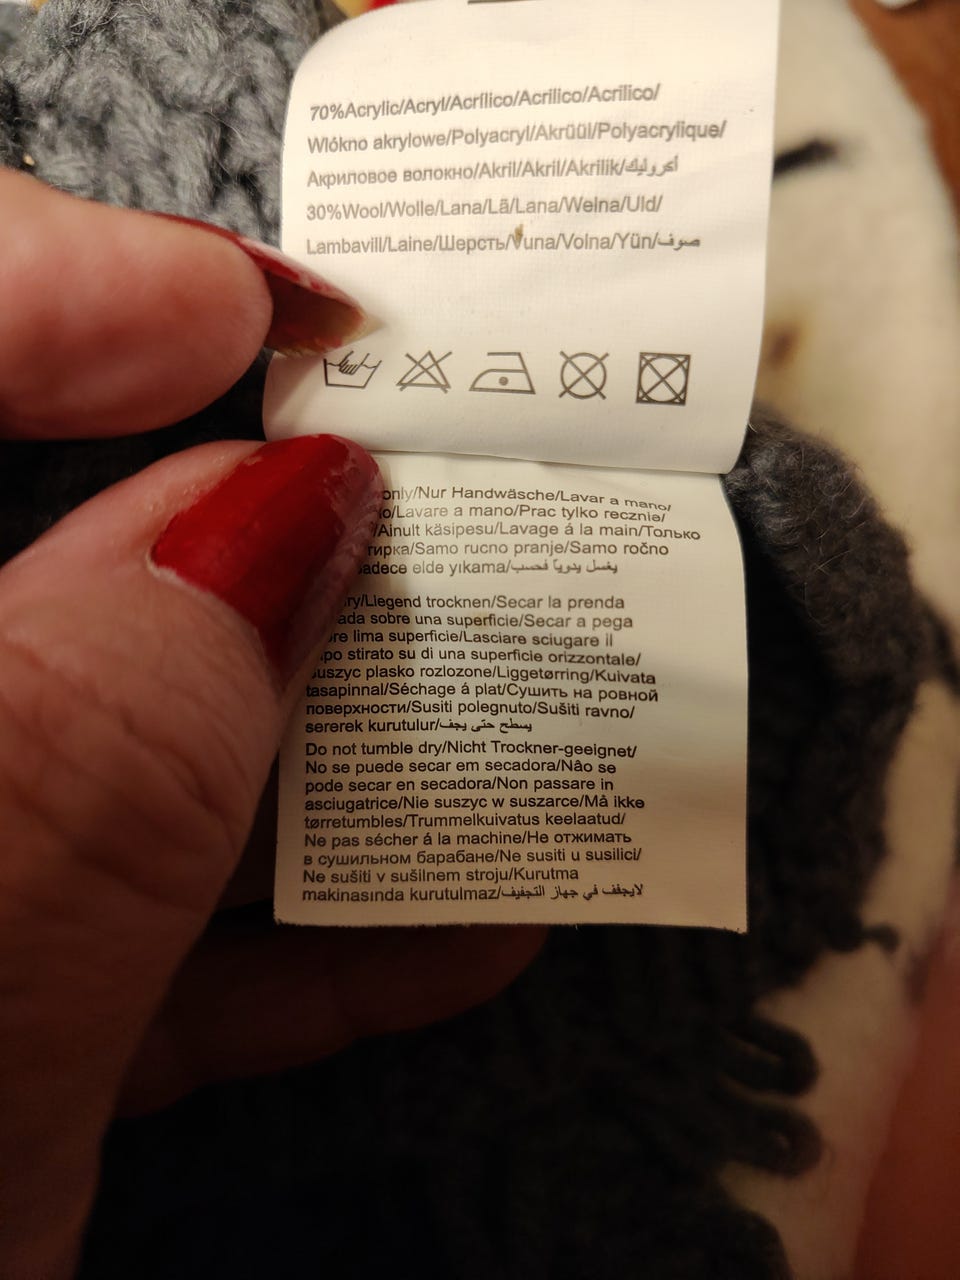 70%Acrylic/Acryl/Acrílico/Acrilico/Acrílico/
Wlókno akrylowe/Polyacryl/Akrüül/Polyacrylique/
Акриловое волокно/Akril/Akril/Akrilik/أكروليك
30%Wool/Wolle/Lana/Lã/Lana/Welna/Uld/
Lambavill/Laine/Шерсть/Vuna/Volna/Yün/صوف
only/Nur Handwäsche/Lavar a mano/
/Lavare a mano/Prac tylko recznie/
/Ainult käsipesu/Lavage á la main/Только
/Samo rucno pranje/Samo ročno
elde yıkama/يغسل يدوياً فحسب
/Liegend trocknen/Secar la prenda
sobre una superficie/Secar a pega
lima superficie/Lasciare sciugare il
stirato su di una superficie orizzontale/
plasko rozlozone/Liggetørring/Kuivata
tasapinnal/Séchage á plat/Сушить на ровной
поверхности/Susiti polegnuto/Sušiti ravno/
sererek kurutulur/يسطح حتى يجف
Do not tumble dry/Nicht Trockner-geeignet/
No se puede secar em secadora/Nâo se
pode secar en secadora/Non passare in
asciugatrice/Nie suszyc w suszarce/Må ikke
tørretumbles/Trummelkuivatus keelaatud/
Ne pas sécher á la machine/Не отжимать
в сушильном барабане/Ne susiti u susilici/
Ne sušiti v sušilnem stroju/Kurutma
makinasında kurutulmaz/لايجفف في جهاز التجفيف